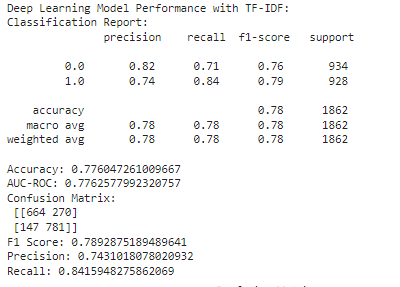 Deep Learning Model Performance with TF-IDF:
Classification Report:
precision recall f1-score support
0.0 0.82 0.71 0.76 934
1.0 0.74 0.84 0.79 928
accuracy 0.78 1862
macro avg 0.78 0.78 0.78 1862
weighted avg 0.78 0.78 0.78 1862
Accuracy: 0.776047261009667
AUC-ROC: 0.7762577992320757
Confusion Matrix:
[[664 270]
[147 781]]
F1 Score: 0.7892875189489641
Precision: 0.7431018078020932
Recall: 0.8415948275862069